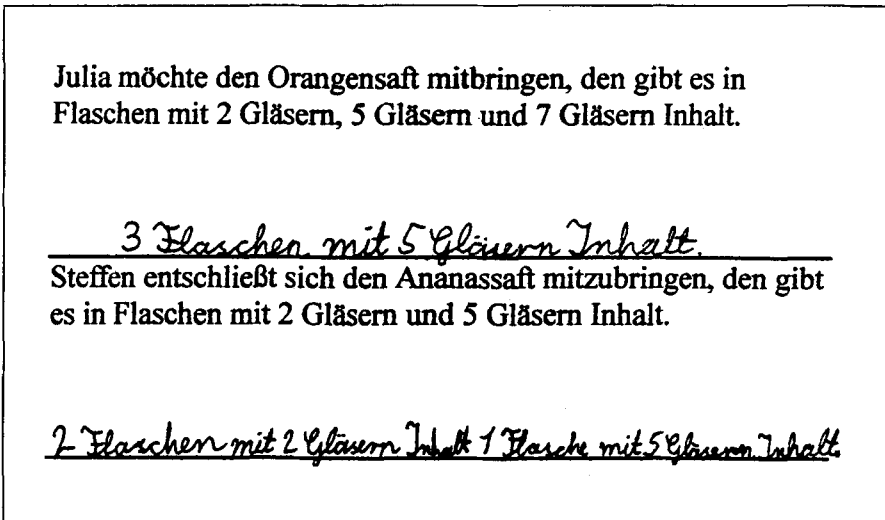 Julia möchte den Orangensaft mitbringen, den gibt es in
Flaschen mit 2 Gläsern, 5 Gläsern und 7 Gläsern Inhalt.
3 Flaschen mit 5 Gläsern Inhalt.
Steffen entschließt sich den Ananassaft mitzubringen, den gibt
es in Flaschen mit 2 Gläsern und 5 Gläsern Inhalt.
2 Flaschen mit 2 Gläsern Inhalt 1 Flasche mit 5 Gläsern Inhalt.